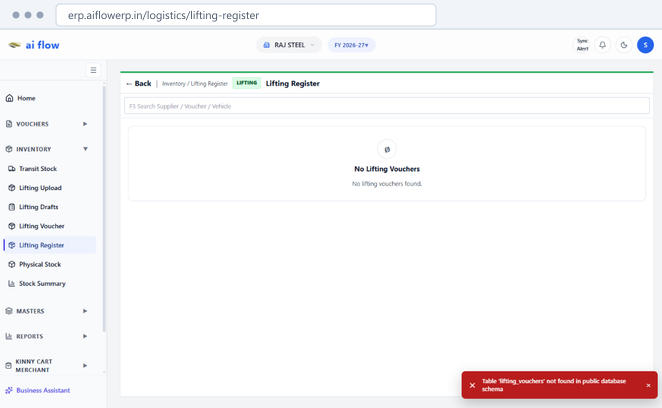 erp.aiflowerp.in/logistics/lifting-register
ai flow
RAJ STEEL
FY 2026-27▾
Sync
Alert
S
Home
VOUCHERS
INVENTORY
Transit Stock
Lifting Upload
Lifting Drafts
Lifting Voucher
Lifting Register
Physical Stock
Stock Summary
MASTERS
REPORTS
KINNY CART
MERCHANT
Business Assistant
← Back | Inventory / Lifting Register LIFTING Lifting Register
F3 Search Supplier / Voucher / Vehicle
Ø
No Lifting Vouchers
No lifting vouchers found.
Table 'lifting_vouchers' not found in public database
schema